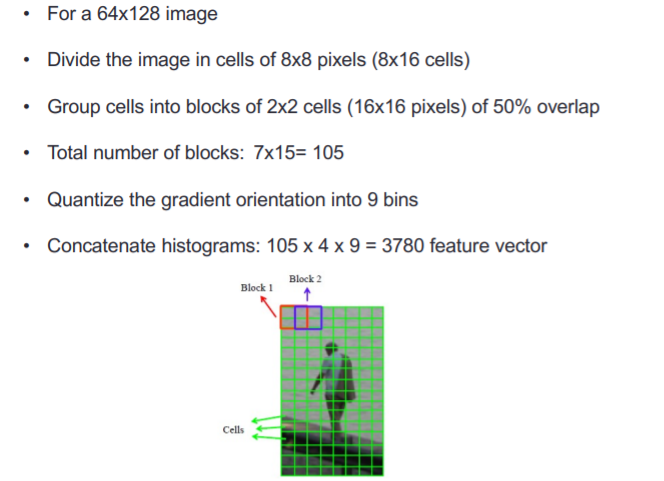 • For a 64x128 image
• Divide the image in cells of 8x8 pixels (8x16 cells)
• Group cells into blocks of 2x2 cells (16x16 pixels) of 50% overlap
• Total number of blocks: 7x15= 105
• Quantize the gradient orientation into 9 bins
• Concatenate histograms: 105 x 4 x 9 = 3780 feature vector
Block 2
Block 1
Cells